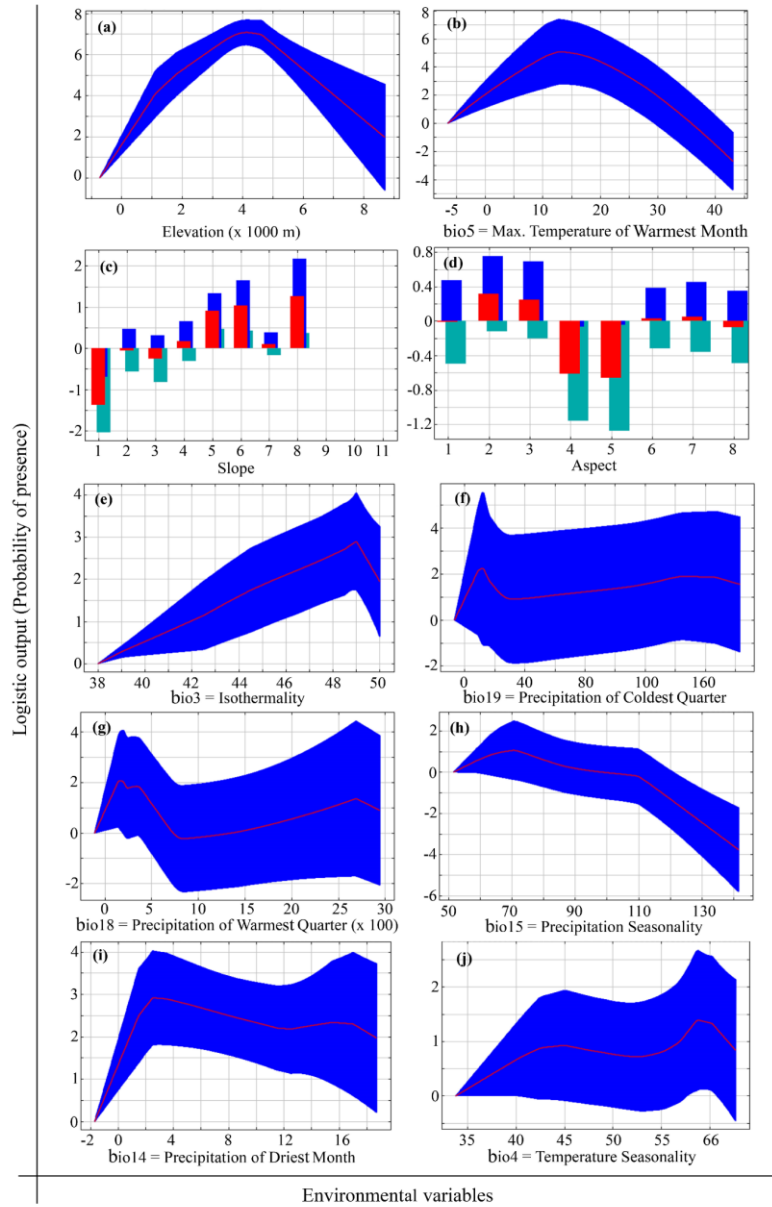 Logistic output (Probability of presence)
(a)
8
6
4
2
0
0 2 4 6 8
Elevation (x 1000 m)
(b)
8
6
4
2
0
-2
-4
-5 0 10 20 30 40
bio5 = Max. Temperature of Warmest Month
(c)
2
1
0
-1
-2
1 2 3 4 5 6 7 8 9 10 11
Slope
(d)
0.8
0.4
0
-0.4
-0.8
-1.2
1 2 3 4 5 6 7 8
Aspect
(e)
4
3
2
1
0
38 40 42 44 46 48 50
bio3 = Isothermality
(f)
4
2
0
-2
0 40 80 100 120 160
bio19 = Precipitation of Coldest Quarter
(g)
4
2
0
-2
0 5 10 15 20 25 30
bio18 = Precipitation of Warmest Quarter (x 100)
(h)
2
0
-2
-4
-6
50 70 90 110 130
bio15 = Precipitation Seasonality
(i)
4
3
2
1
0
-2 0 4 8 12 16
bio14 = Precipitation of Driest Month
(j)
2
1
0
35 40 45 50 55 61 66
bio4 = Temperature Seasonality
Environmental variables